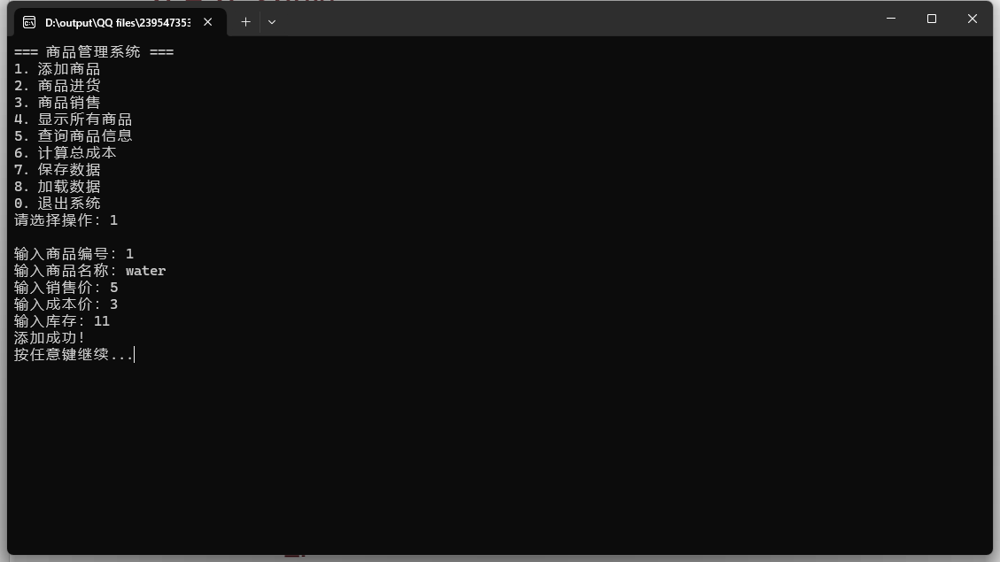 D:\output\QQ files\239547353
=== 商品管理系统 ===
1. 添加商品
2. 商品进货
3. 商品销售
4. 显示所有商品
5. 查询商品信息
6. 计算总成本
7. 保存数据
8. 加载数据
0. 退出系统
请选择操作: 1
输入商品编号: 1
输入商品名称: water
输入销售价: 5
输入成本价: 3
输入库存: 11
添加成功!
按任意键继续...